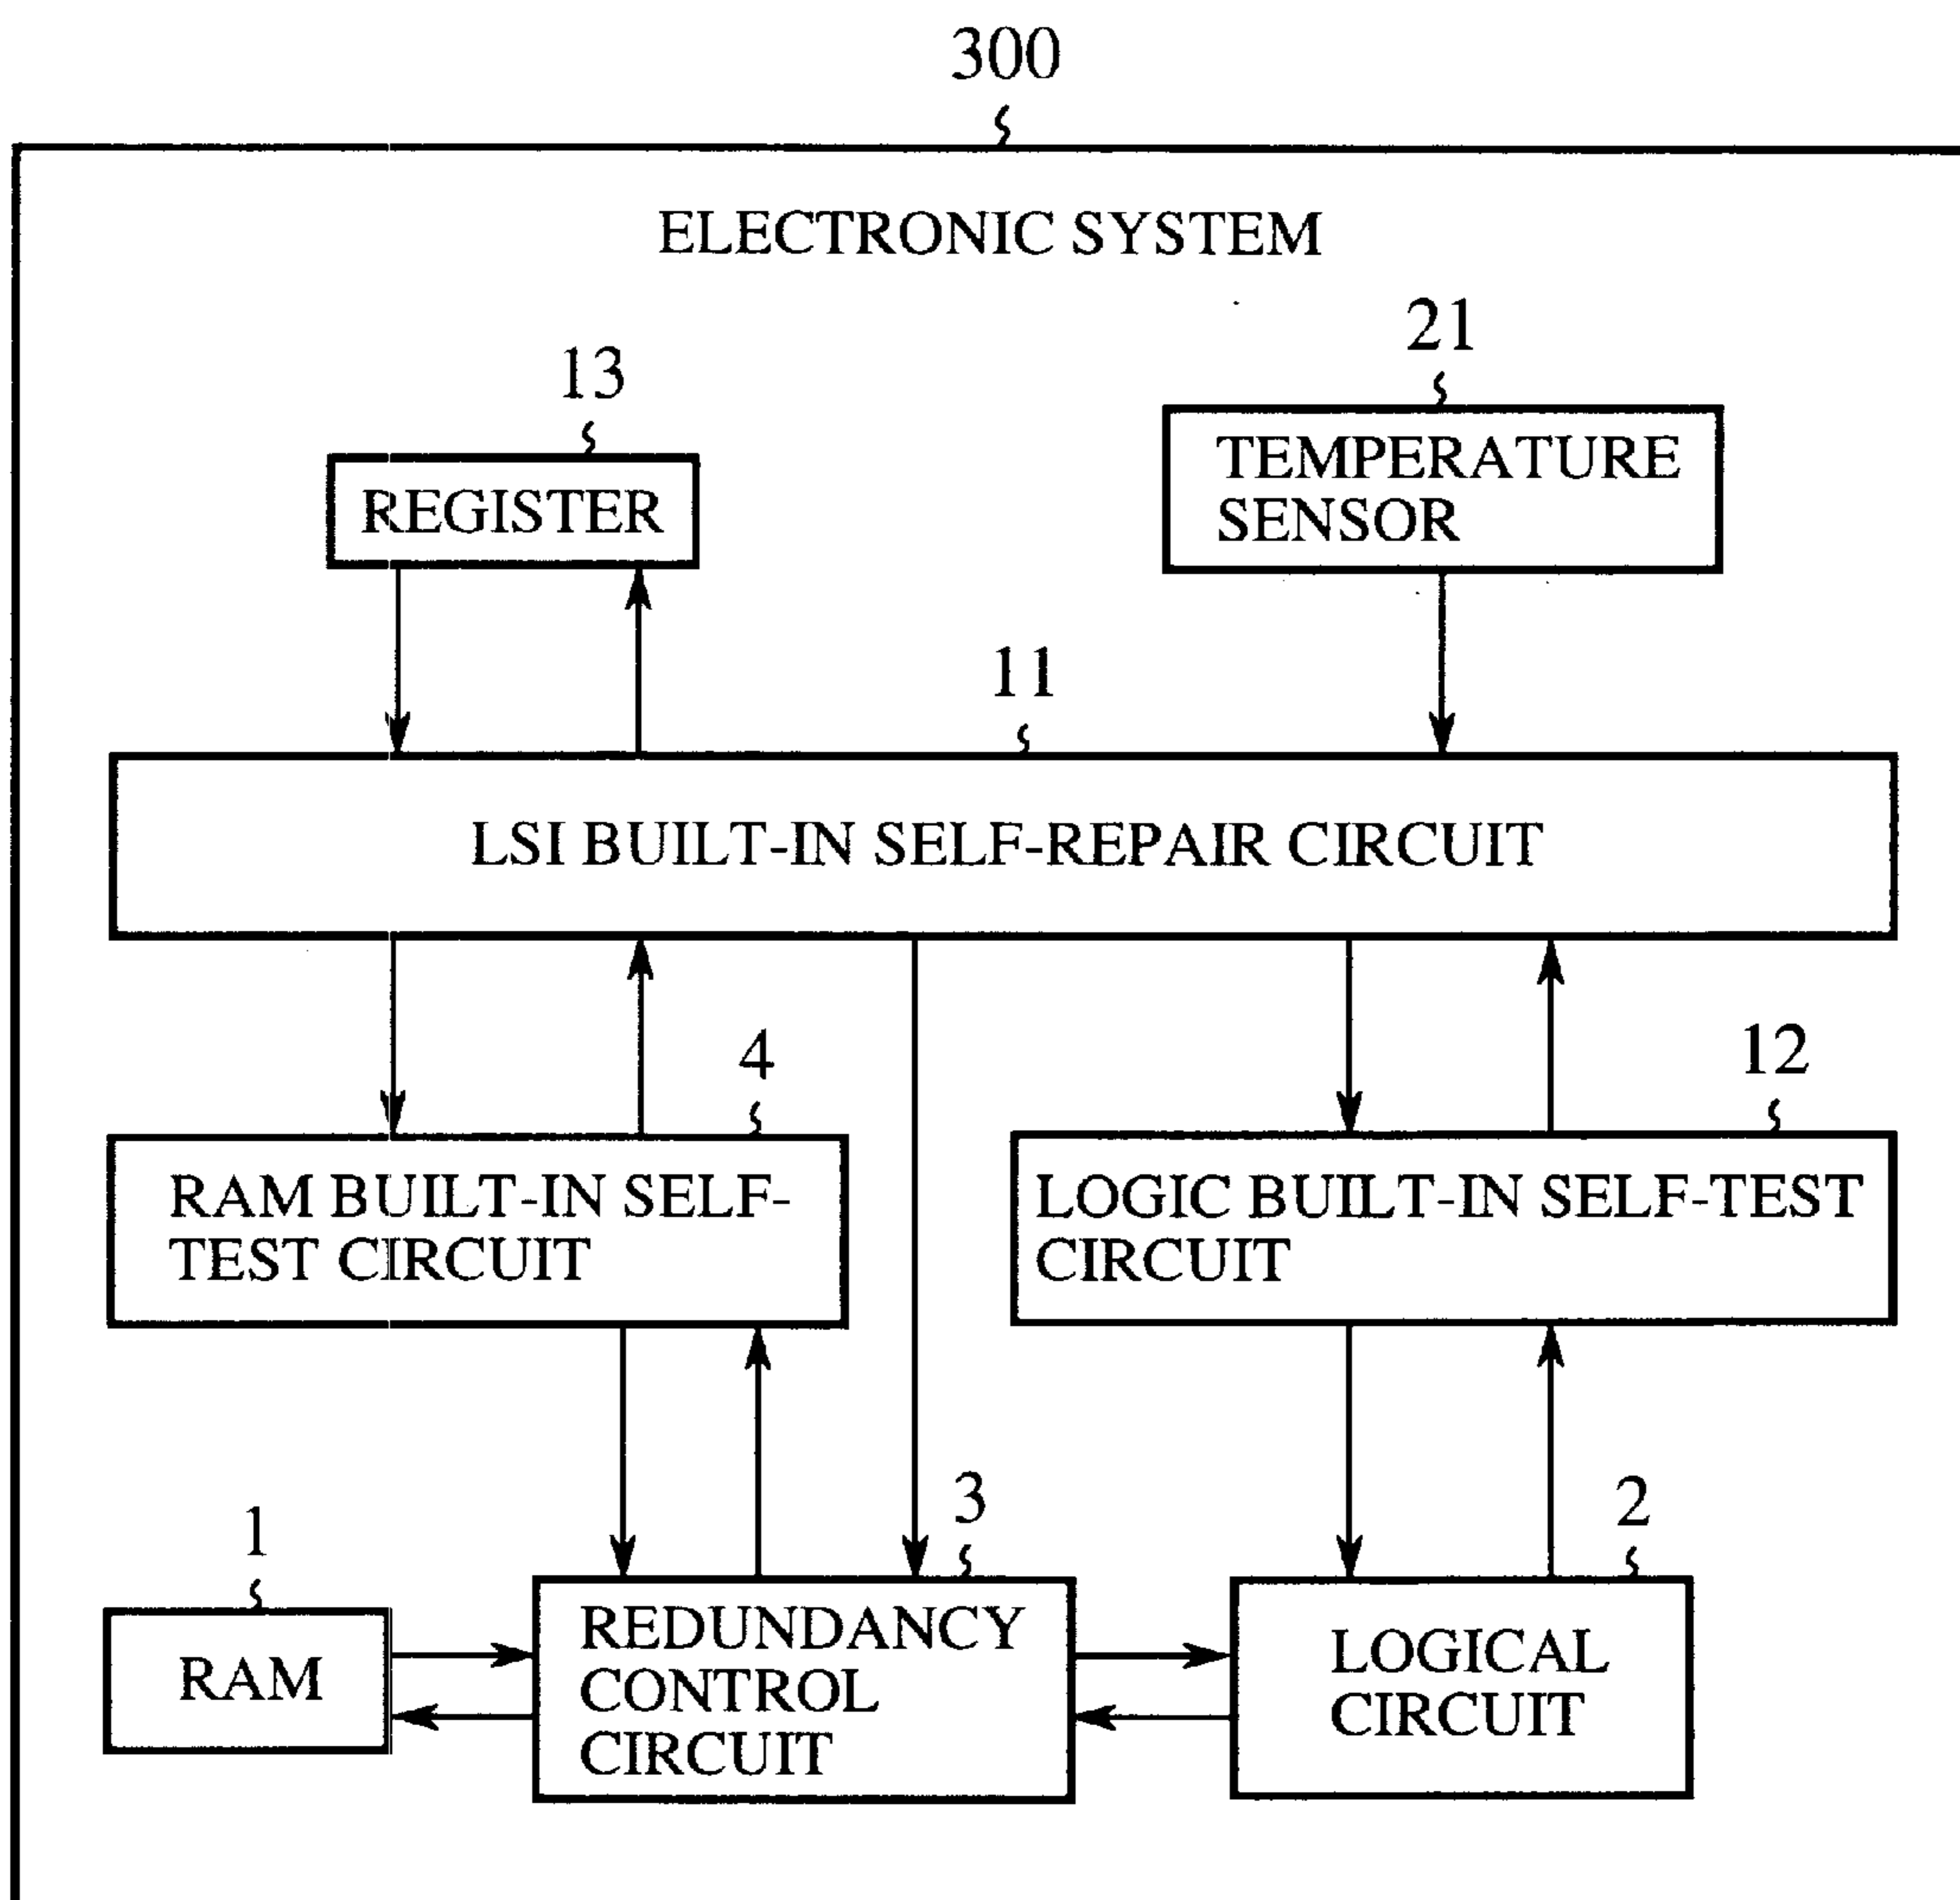 300
ELECTRONIC SYSTEM
13
21
REGISTER
TEMPERATURE
SENSOR
11
LSI BUILT-IN SELF-REPAIR CIRCUIT
4
12
RAM BUILT-IN SELF-
TEST CIRCUIT
LOGIC BUILT-IN SELF-TEST
CIRCUIT
1
3
2
RAM
REDUNDANCY
CONTROL
CIRCUIT
LOGICAL
CIRCUIT